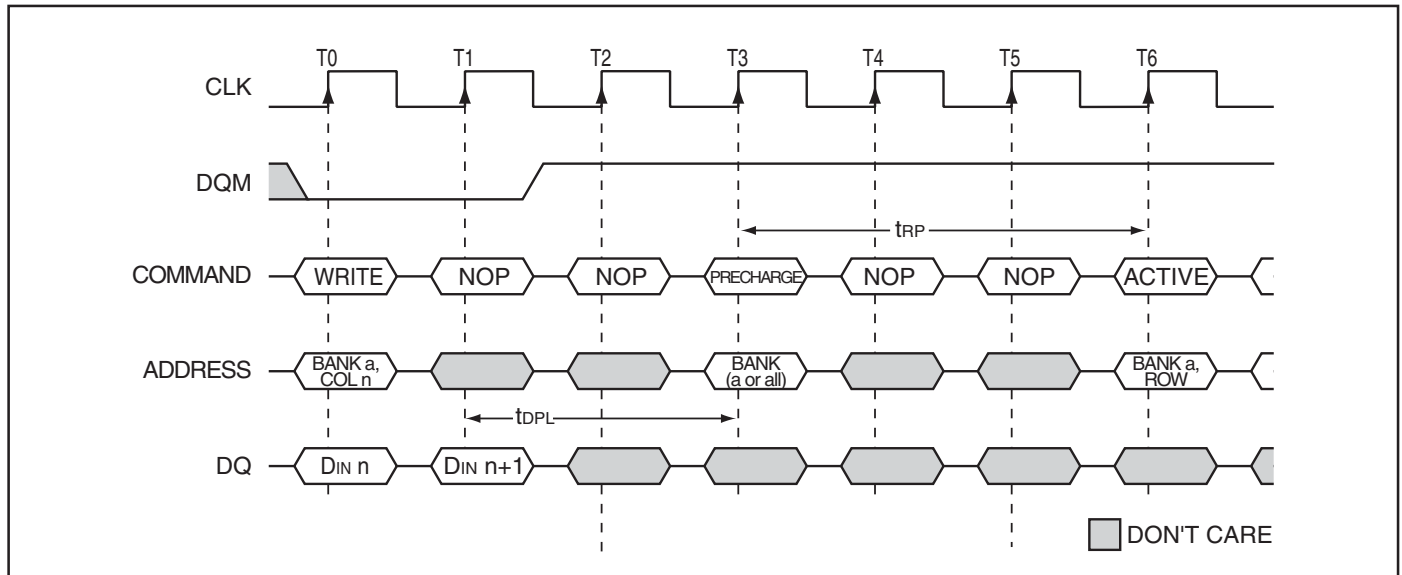 T0 T1 T2 T3 T4 T5 T6
CLK
DQM
tRP
COMMAND WRITE NOP NOP PRECHARGE NOP NOP ACTIVE
ADDRESS BANK a, COL n BANK (a or all) BANK a, ROW
tDPL
DQ DIN n DIN n+1
DON'T CARE